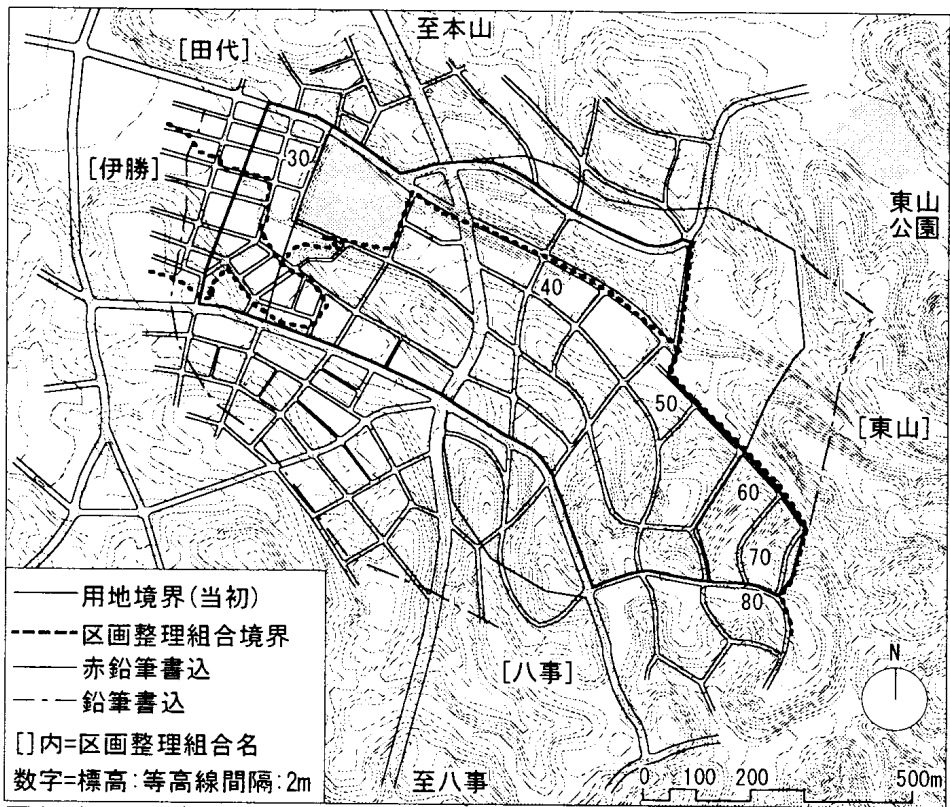 至本山
[田代]
30
[伊勝]
東山
公園
40
50
[東山]
60
70
80
用地境界(当初)
区画整理組合境界
赤鉛筆書込
鉛筆書込
[]内=区画整理組合名
数字=標高:等高線間隔:2m
[八事]
至八事
N
0 100 200 500m